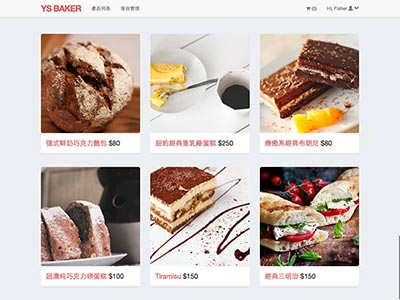 YS BAKER 產品列表 後台管理 (0) Hi, Fisher
德式鮮奶巧克力麵包 $80
紐約經典重乳酪蛋糕 $250
療癒系經典布朗尼 $80
超濃純巧克力磅蛋糕 $100
Tiramisu $150
經典三明治 $150